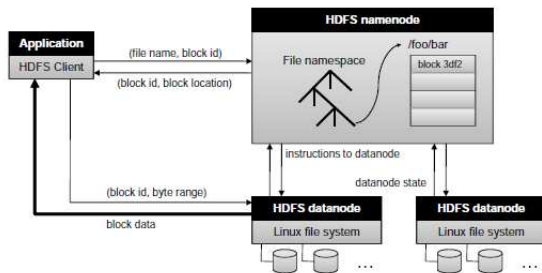 HDFS namenode
Application
HDFS Client
(file name, block id)
(block id, block location)
File namespace
/foo/bar
block 3df2
instructions to datanode
datanode state
(block id, byte range)
block data
HDFS datanode
Linux file system
...
HDFS datanode
Linux file system
...